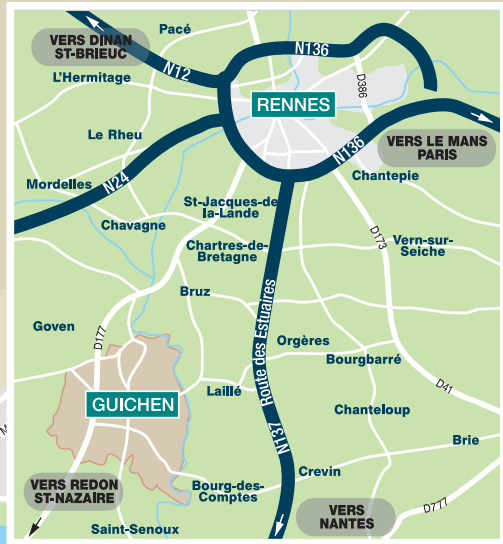 Pacé
VERS DINAN
ST-BRIEUC
N136
N12
L'Hermitage
D386
RENNES
VERS LE MANS
PARIS
N136
Le Rheu
Mordelles
N24
Chantepie
St-Jacques-de
la-Lande
Chavagne
Chartres-de-
Bretagne
D173
Vern-sur-
Seiche
Bruz
Route des Estuaires
Goven
D177
Orgères
Bourgbarré
D41
Laillé
GUICHEN
Chanteloup
N137
Brie
VERS REDON
ST-NAZAIRE
Bourg-des-
Comptes
Crevin
D777
VERS
NANTES
Saint-Senoux